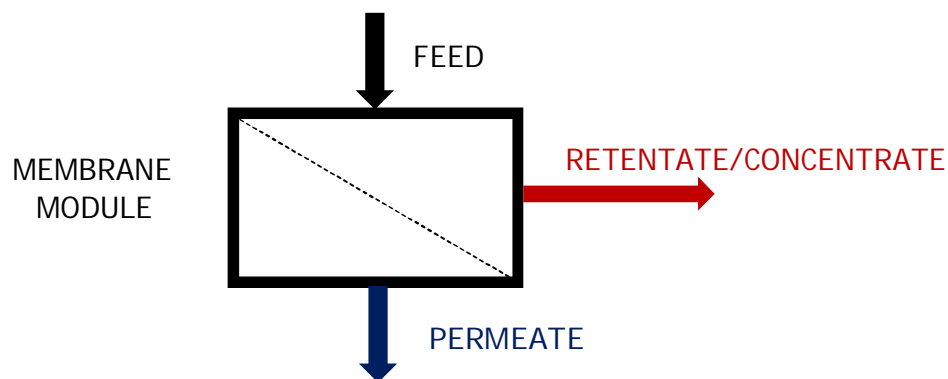 FEED
MEMBRANE
MODULE
RETENTATE/CONCENTRATE
PERMEATE